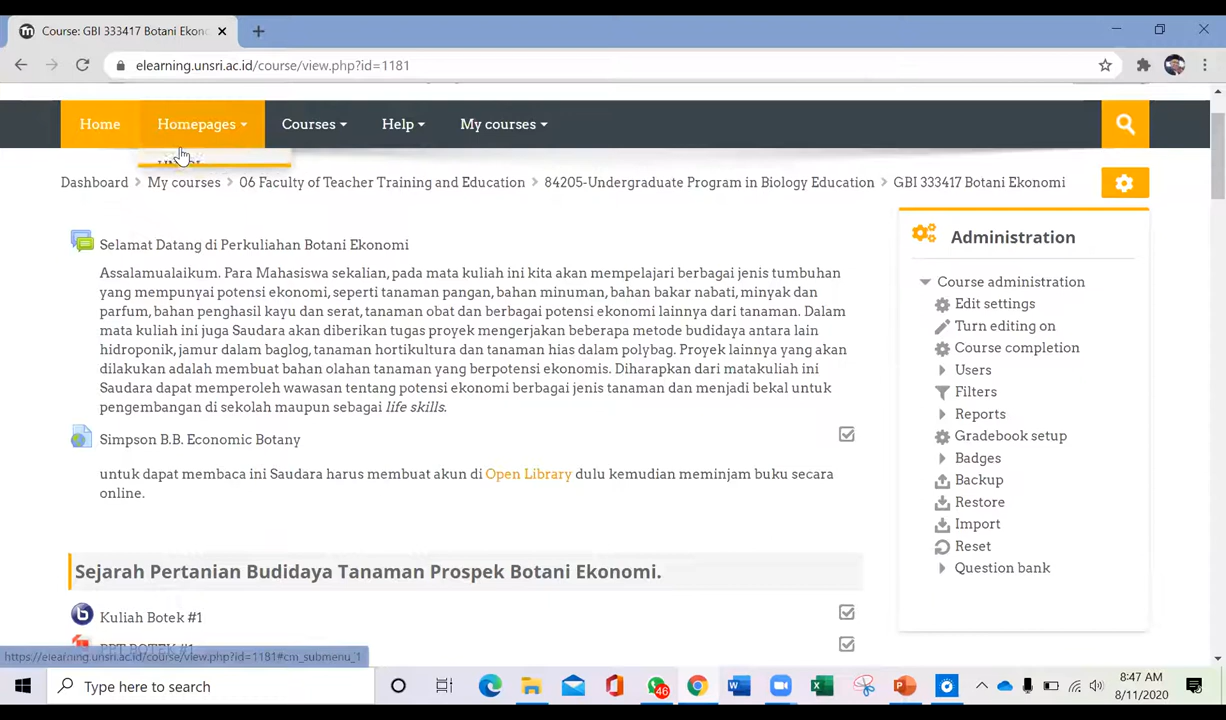 Course: GBI 333417 Botani Ekon
elearning.unsri.ac.id/course/view.php?id=1181
Home Homepages Courses Help My courses
Dashboard My courses 06 Faculty of Teacher Training and Education 84205-Undergraduate Program in Biology Education GBI 333417 Botani Ekonomi
Selamat Datang di Perkuliahan Botani Ekonomi
Assalamualaikum. Para Mahasiswa sekalian, pada mata kuliah ini kita akan mempelajari berbagai jenis tumbuhan
yang mempunyai potensi ekonomi, seperti tanaman pangan, bahan minuman, bahan bakar nabati, minyak dan
parfum, bahan penghasil kayu dan serat, tanaman obat dan berbagai potensi ekonomi lainnya dari tanaman. Dalam
mata kuliah ini juga Saudara akan diberikan tugas proyek mengerjakan beberapa metode budidaya antara lain
hidroponik, jamur dalam baglog, tanaman hortikultura dan tanaman hias dalam polybag. Proyek lainnya yang akan
dilakukan adalah membuat bahan olahan tanaman yang berpotensi ekonomis. Diharapkan dari matakuliah ini
Saudara dapat memperoleh wawasan tentang potensi ekonomi berbagai jenis tanaman dan menjadi bekal untuk
pengembangan di sekolah maupun sebagai life skills.
Simpson B.B. Economic Botany
untuk dapat membaca ini Saudara harus membuat akun di Open Library dulu kemudian meminjam buku secara
online.
Sejarah Pertanian Budidaya Tanaman Prospek Botani Ekonomi.
Kuliah Botek #1
PPT BOTEK #1
Administration
Course administration
Edit settings
Turn editing on
Course completion
Users
Filters
Reports
Gradebook setup
Badges
Backup
Restore
Import
Reset
Question bank
https://elearning.unsri.ac.id/course/view.php?id=1181#cm_submenu_1
Type here to search
46
8:47 AM
8/11/2020